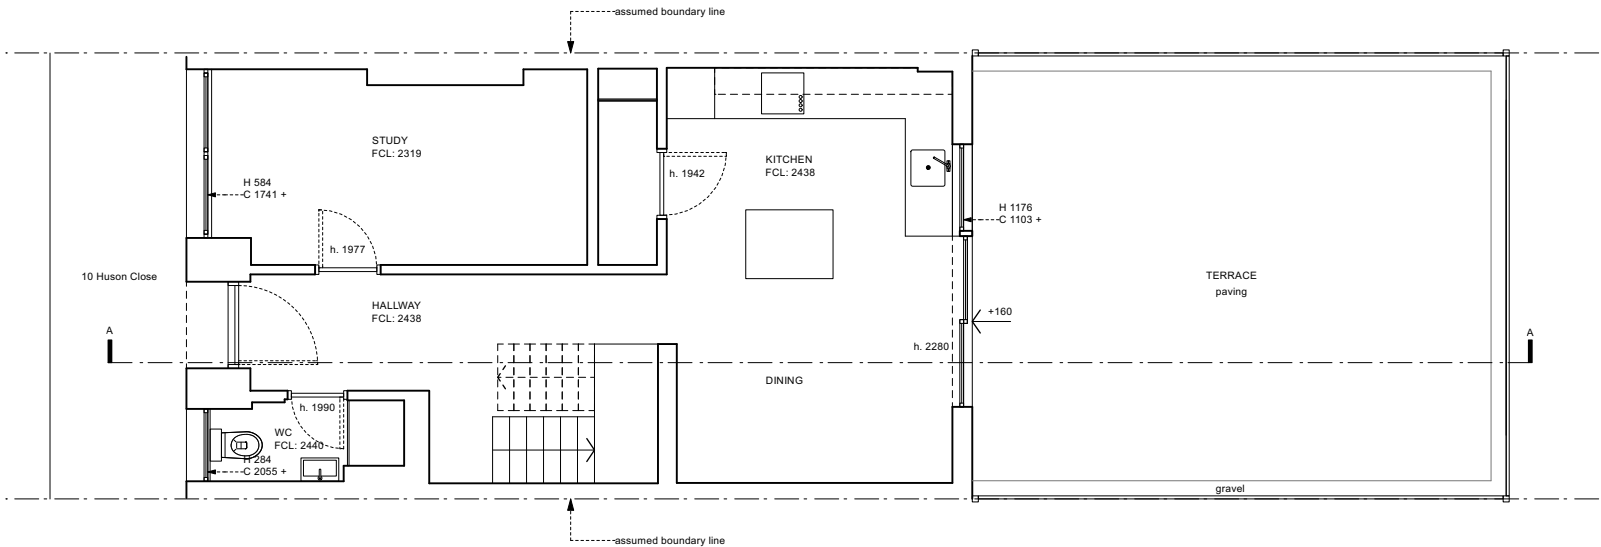 assumed boundary line
STUDY
FCL: 2319
KITCHEN
FCL: 2438
h. 1942
H 584
C 1741 +
H 1176
C 1103 +
h. 1977
10 Huson Close
TERRACE
paving
HALLWAY
FCL: 2438
+160
A
A
h. 2280
DINING
h. 1990
WC
FCL: 2440
H 284
C 2055 +
gravel
assumed boundary line